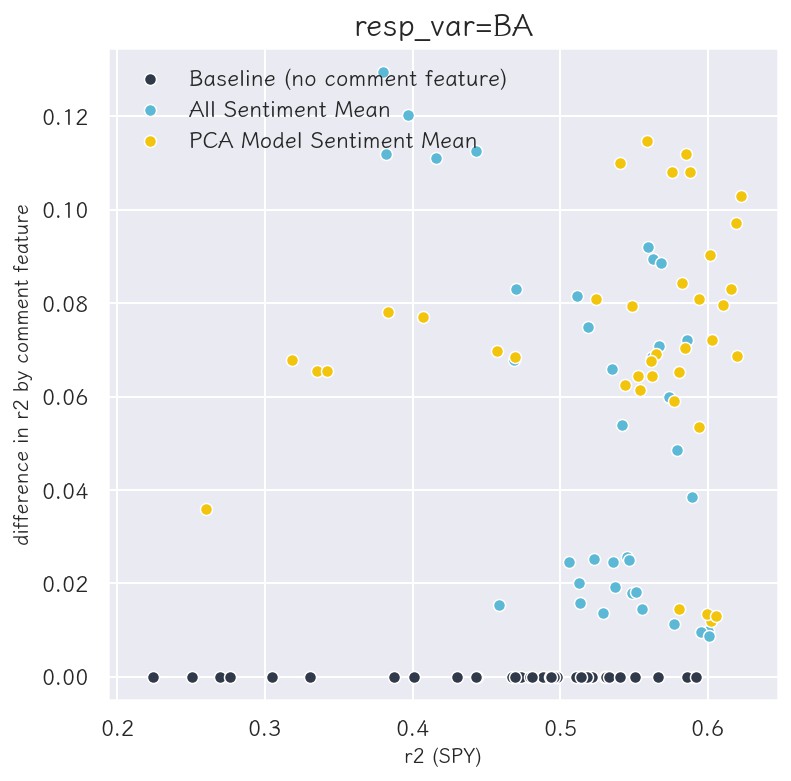 resp_var=BA
Baseline (no comment feature)
All Sentiment Mean
PCA Model Sentiment Mean
difference in r2 by comment feature
0.12
0.10
0.08
0.06
0.04
0.02
0.00
0.2 0.3 0.4 0.5 0.6
r2 (SPY)